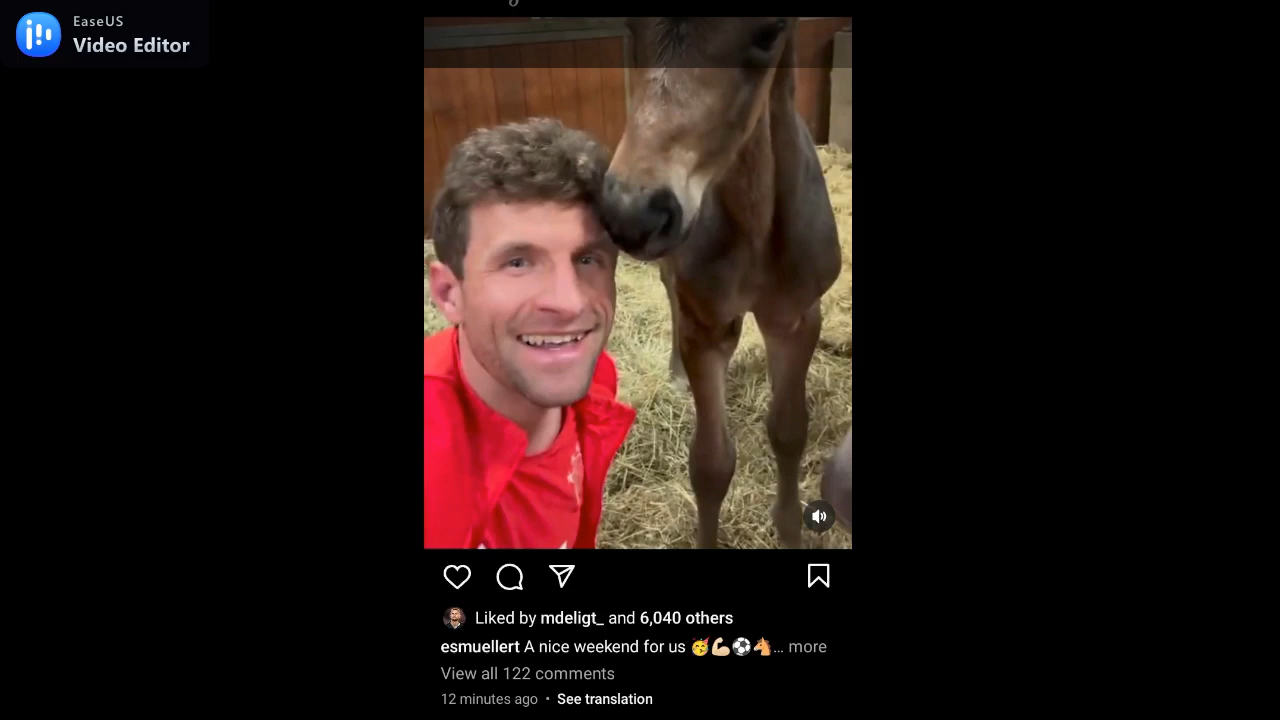 EaseUS
Video Editor
Liked by mdeligt_ and 6,040 others
esmuellert A nice weekend for us 🥳💪🏼⚽🐴... more
View all 122 comments
12 minutes ago • See translation